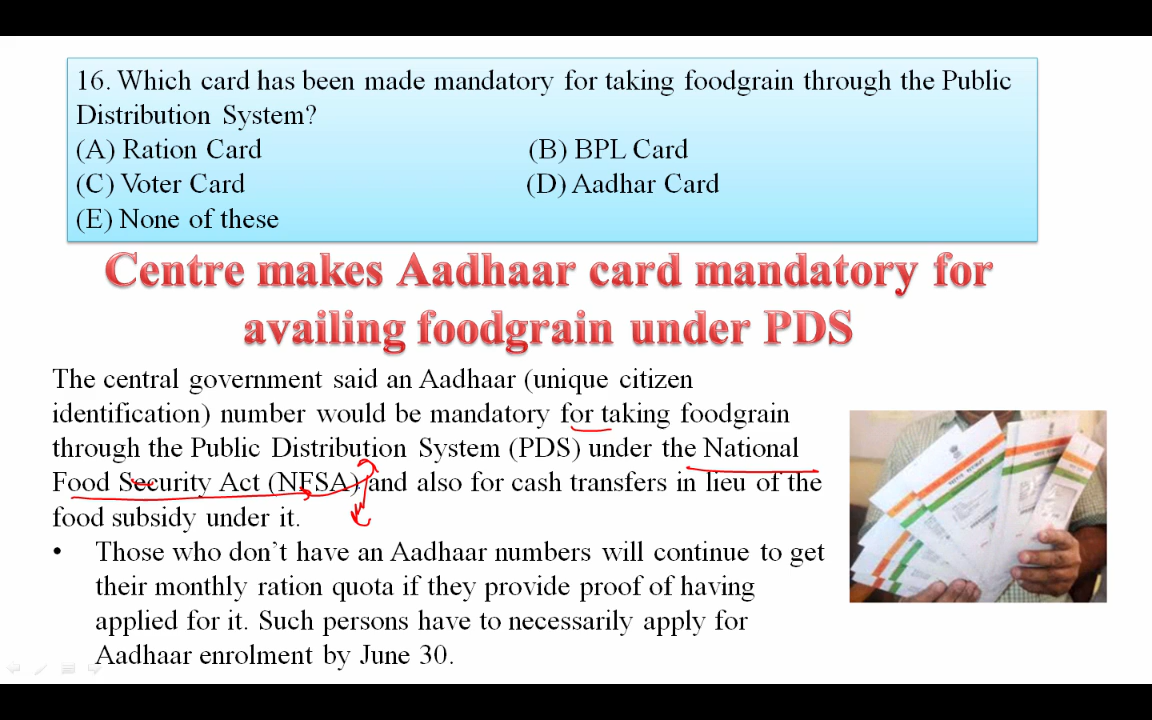 16. Which card has been made mandatory for taking foodgrain through the Public
Distribution System?
(A) Ration Card (B) BPL Card
(C) Voter Card (D) Aadhar Card
(E) None of these
Centre makes Aadhaar card mandatory for
availing foodgrain under PDS
The central government said an Aadhaar (unique citizen
identification) number would be mandatory for taking foodgrain
through the Public Distribution System (PDS) under the National
Food Security Act (NFSA) and also for cash transfers in lieu of the
food subsidy under it.
• Those who don't have an Aadhaar numbers will continue to get
their monthly ration quota if they provide proof of having
applied for it. Such persons have to necessarily apply for
Aadhaar enrolment by June 30.